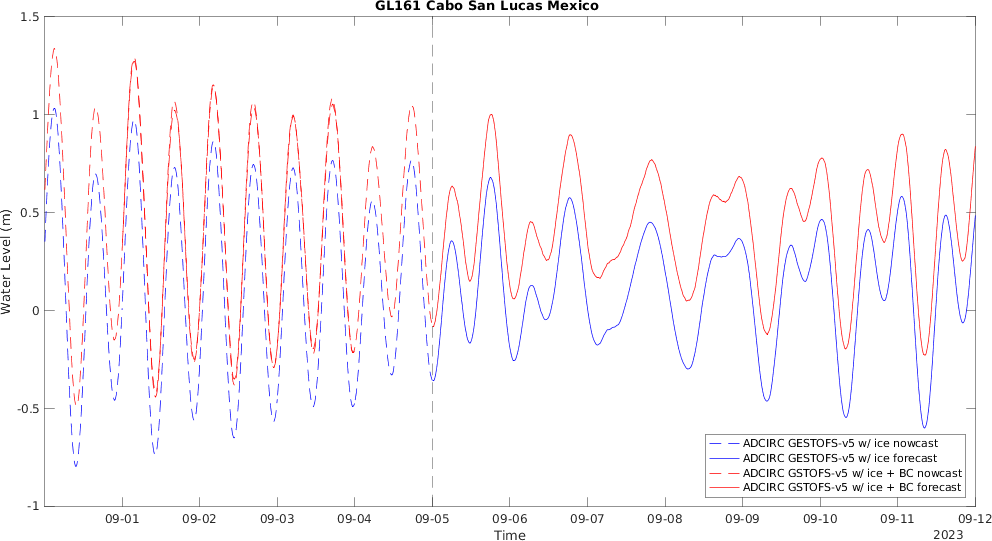 GL161 Cabo San Lucas Mexico
1.5
1
0.5
0
-0.5
-1
Water Level (m)
09-01 09-02 09-03 09-04 09-05 09-06 09-07 09-08 09-09 09-10 09-11 09-12
Time
2023
ADCIRC GESTOFS-v5 w/ ice nowcast
ADCIRC GESTOFS-v5 w/ ice forecast
ADCIRC GSTOFS-v5 w/ ice + BC nowcast
ADCIRC GSTOFS-v5 w/ ice + BC forecast